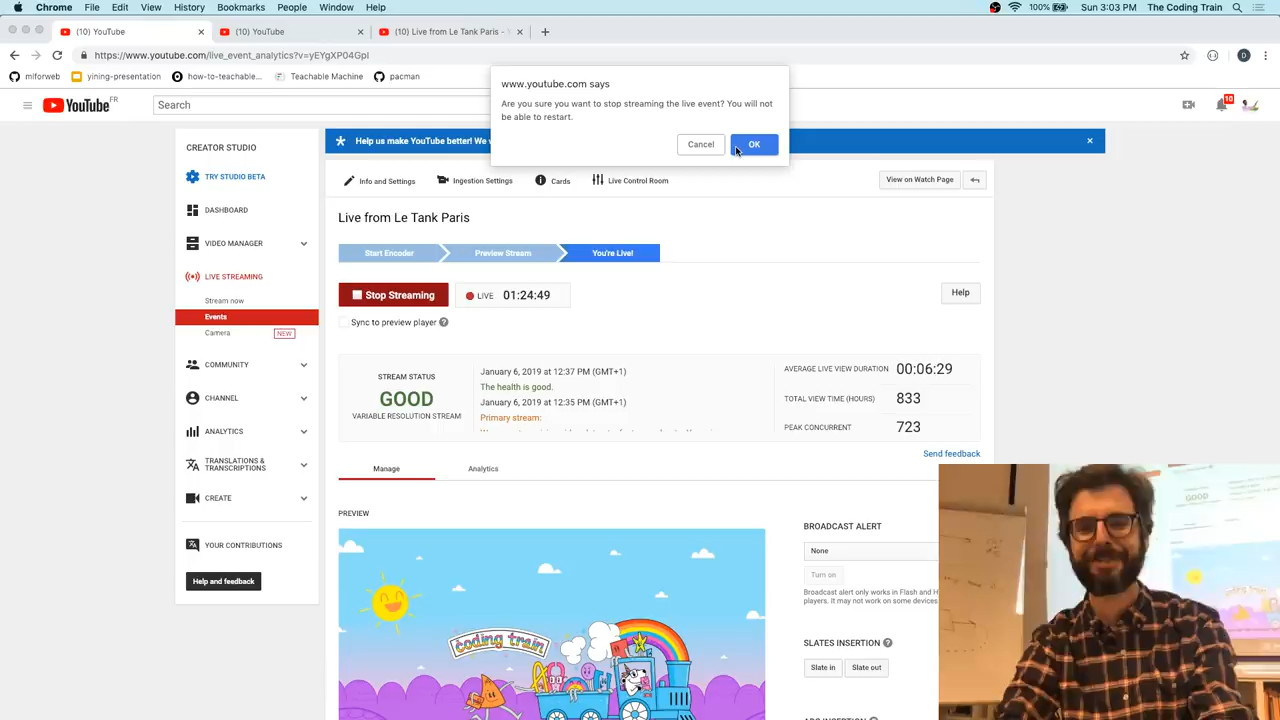 Chrome File Edit View History Bookmarks People Window Help 100% Sun 3:03 PM The Coding Train
(10) YouTube (10) YouTube (10) Live from Le Tank Paris -
https://www.youtube.com/live_event_analytics?v=yEYgXP04GpI
mlforweb yining-presentation how-to-teachable... Teachable Machine pacman
www.youtube.com says
Are you sure you want to stop streaming the live event? You will not
be able to restart.
Cancel OK
YouTube FR Search 10
CREATOR STUDIO
TRY STUDIO BETA
DASHBOARD
VIDEO MANAGER
LIVE STREAMING
Stream now
Events
Camera NEW
COMMUNITY
CHANNEL
ANALYTICS
TRANSLATIONS &
TRANSCRIPTIONS
CREATE
YOUR CONTRIBUTIONS
Help and feedback
Help us make YouTube better! We
Info and Settings Ingestion Settings Cards Live Control Room View on Watch Page
Live from Le Tank Paris
Start Encoder Preview Stream You're Live!
Stop Streaming LIVE 01:24:49 Help
Sync to preview player ?
STREAM STATUS
GOOD
VARIABLE RESOLUTION STREAM
January 6, 2019 at 12:37 PM (GMT+1)
The health is good.
January 6, 2019 at 12:35 PM (GMT+1)
Primary stream:
AVERAGE LIVE VIEW DURATION 00:06:29
TOTAL VIEW TIME (HOURS) 833
PEAK CONCURRENT 723
Send feedback
Manage Analytics
PREVIEW
coding train
BROADCAST ALERT
None
Turn on
Broadcast alert only works in Flash and H
players. It may not work on some devices
SLATES INSERTION ?
Slate in Slate out
GOOD